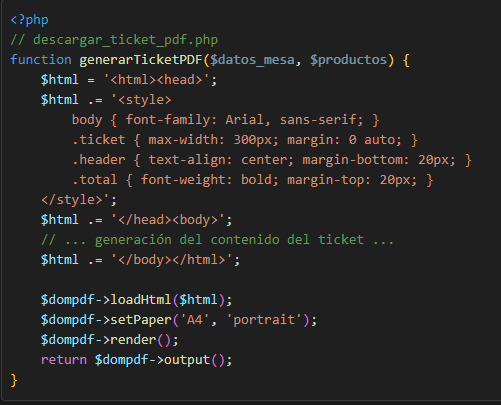 <?php
// descargar_ticket_pdf.php
function generarTicketPDF($datos_mesa, $productos) {
    $html = '<html><head>';
    $html .= '<style>
        body { font-family: Arial, sans-serif; }
        .ticket { max-width: 300px; margin: 0 auto; }
        .header { text-align: center; margin-bottom: 20px; }
        .total { font-weight: bold; margin-top: 20px; }
    </style>';
    $html .= '</head><body>';
    // ... generación del contenido del ticket ...
    $html .= '</body></html>';

    $dompdf->loadHtml($html);
    $dompdf->setPaper('A4', 'portrait');
    $dompdf->render();
    return $dompdf->output();
}